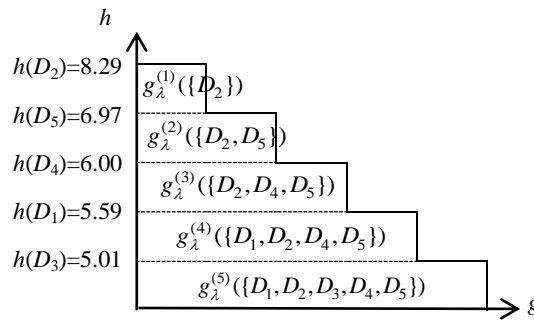 h
h(D₂)=8.29
g_λ^(1)({D₂})
h(D₅)=6.97
g_λ^(2)({D₂,D₅})
h(D₄)=6.00
g_λ^(3)({D₂,D₄,D₅})
h(D₁)=5.59
g_λ^(4)({D₁,D₂,D₄,D₅})
h(D₃)=5.01
g_λ^(5)({D₁,D₂,D₃,D₄,D₅})
g